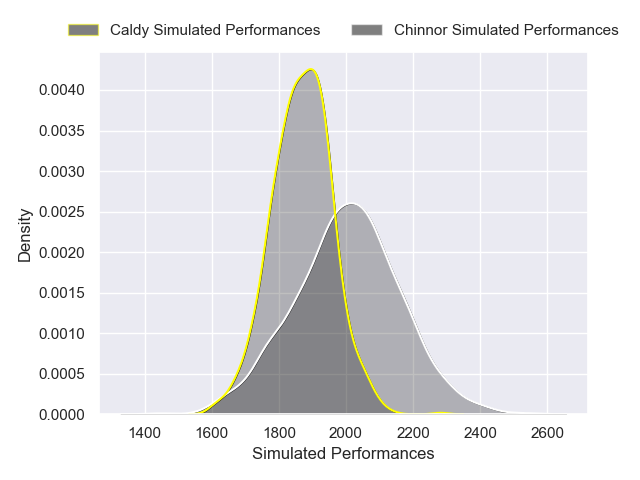 Caldy Simulated Performances
Chinnor Simulated Performances
Density
0.0040
0.0035
0.0030
0.0025
0.0020
0.0015
0.0010
0.0005
0.0000
1400 1600 1800 2000 2200 2400 2600
Simulated Performances